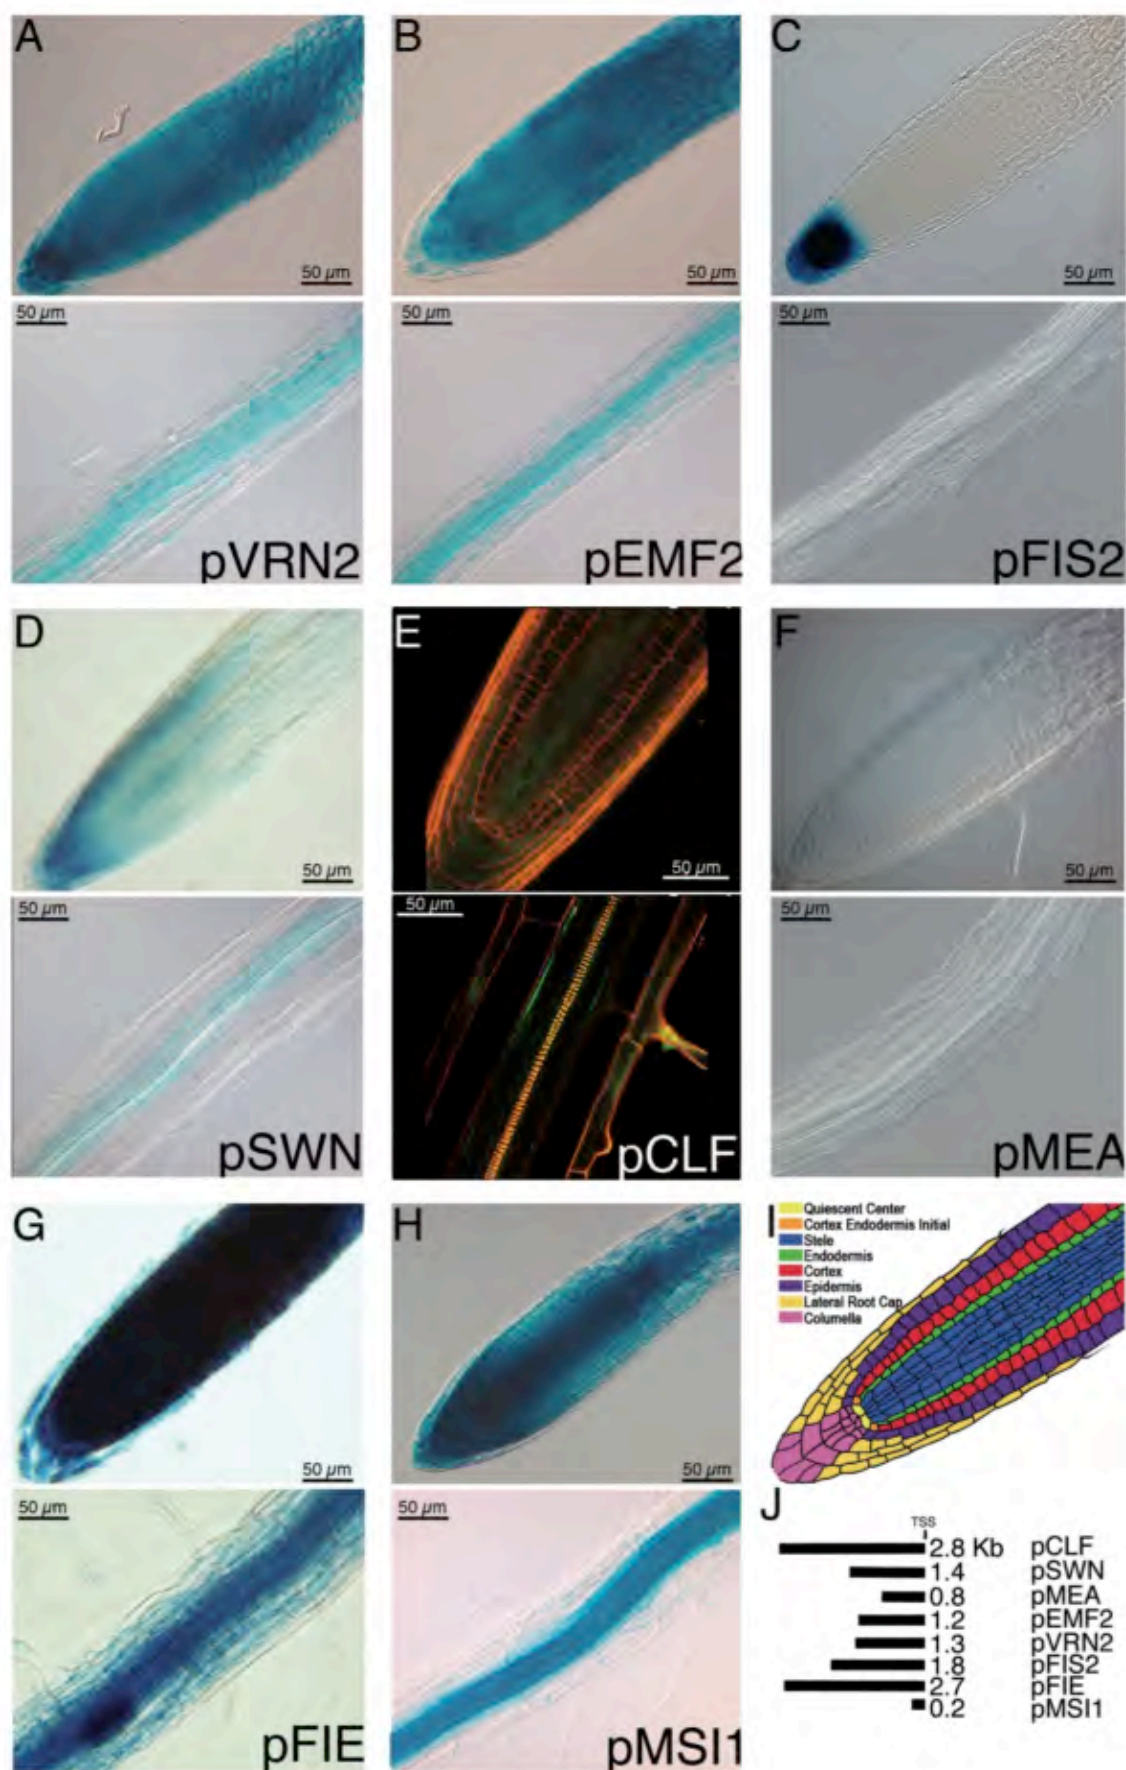 A
50 µm
B
50 µm
C
50 µm
50 µm
pVRN2
50 µm
pEMF2
50 µm
pFIS2
D
50 µm
E
50 µm
F
50 µm
50 µm
pSWN
50 µm
pCLF
50 µm
pMEA
G
50 µm
H
50 µm
I
Quiescent Center
Cortex Endodermis Initial
Stele
Endodermis
Cortex
Epidermis
Lateral Root Cap
Columella
50 µm
pFIE
50 µm
pMSI1
J
TSS
2.8 Kb pCLF
1.4 pSWN
0.8 pMEA
1.2 pEMF2
1.3 pVRN2
1.8 pFIS2
2.7 pFIE
0.2 pMSI1